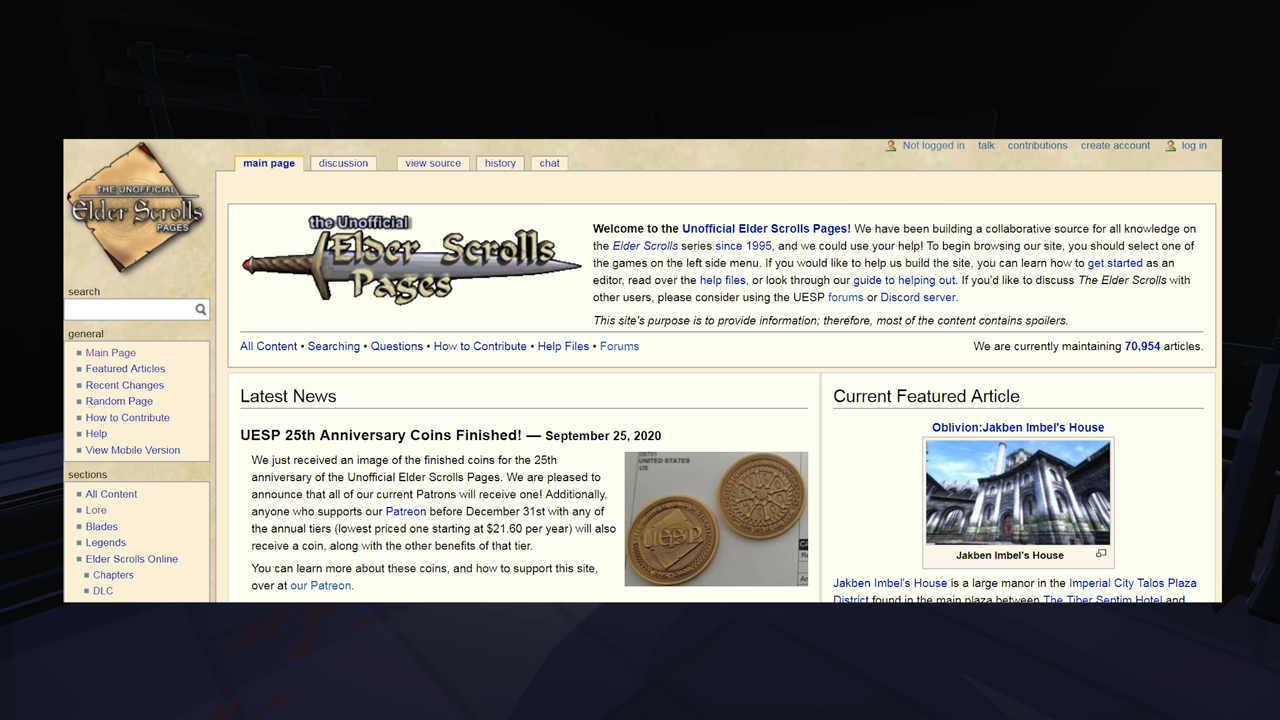 Not logged in talk contributions create account log in
main page discussion view source history chat
THE UNOFFICIAL
Elder Scrolls
PAGES
search
general
Main Page
Featured Articles
Recent Changes
Random Page
How to Contribute
Help
View Mobile Version
sections
All Content
Lore
Blades
Legends
Elder Scrolls Online
Chapters
DLC
the Unofficial
Elder Scrolls
Pages
Welcome to the Unofficial Elder Scrolls Pages! We have been building a collaborative source for all knowledge on
the Elder Scrolls series since 1995, and we could use your help! To begin browsing our site, you should select one of
the games on the left side menu. If you would like to help us build the site, you can learn how to get started as an
editor, read over the help files, or look through our guide to helping out. If you'd like to discuss The Elder Scrolls with
other users, please consider using the UESP forums or Discord server.
This site's purpose is to provide information; therefore, most of the content contains spoilers.
All Content • Searching • Questions • How to Contribute • Help Files • Forums
We are currently maintaining 70,954 articles.
Latest News
UESP 25th Anniversary Coins Finished! — September 25, 2020
We just received an image of the finished coins for the 25th
anniversary of the Unofficial Elder Scrolls Pages. We are pleased to
announce that all of our current Patrons will receive one! Additionally,
anyone who supports our Patreon before December 31st with any of
the annual tiers (lowest priced one starting at $21.60 per year) will also
receive a coin, along with the other benefits of that tier.
You can learn more about these coins, and how to support this site,
over at our Patreon.
UNITED STATES
US
UESP
Current Featured Article
Oblivion:Jakben Imbel's House
Jakben Imbel's House
Jakben Imbel's House is a large manor in the Imperial City Talos Plaza
District found in the main plaza between The Tiber Septim Hotel and